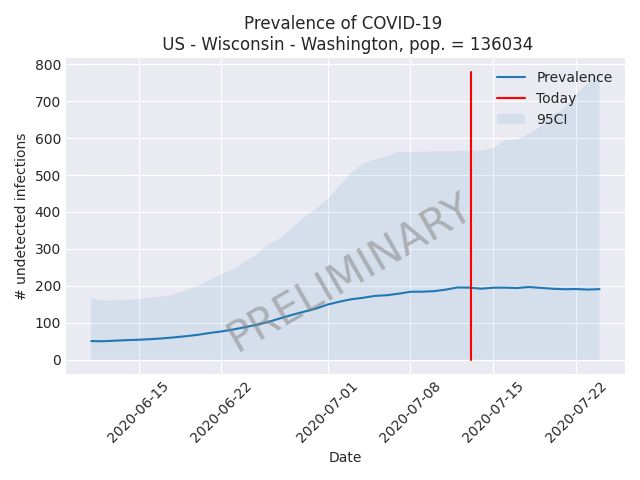 Prevalence of COVID-19
US - Wisconsin - Washington, pop. = 136034
800
700
600
500
400
300
200
100
0
# undetected infections
Prevalence
Today
95CI
PRELIMINARY
2020-06-15
2020-06-22
2020-07-01
2020-07-08
2020-07-15
2020-07-22
Date